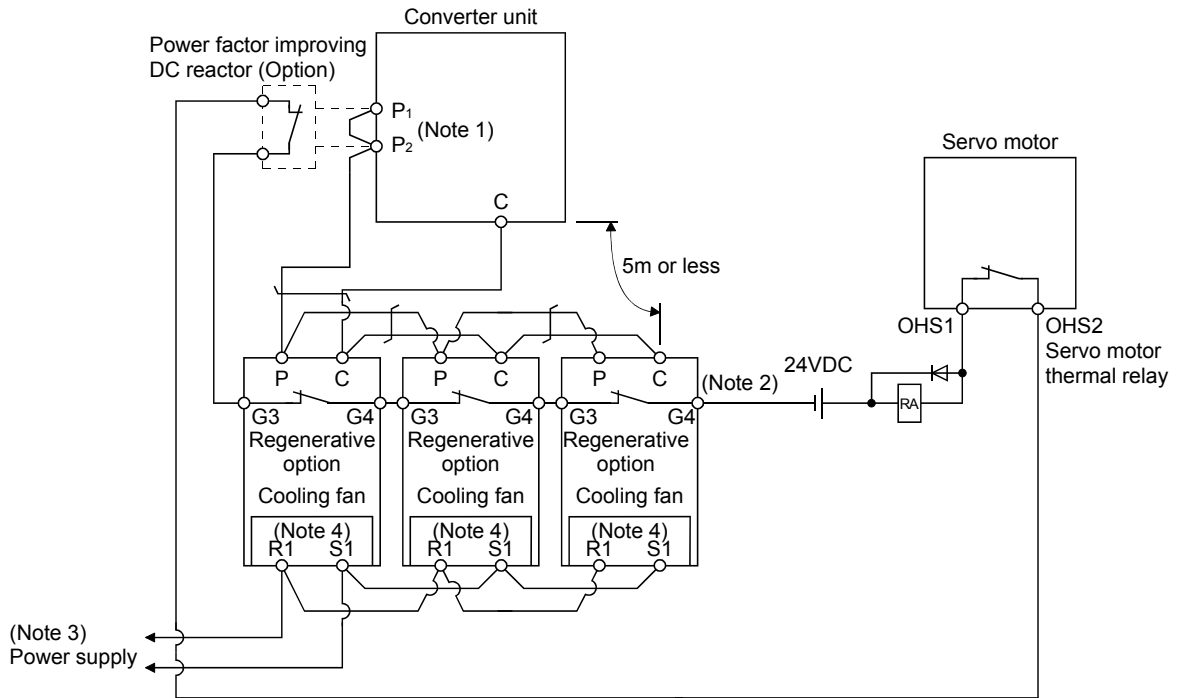 Converter unit
Power factor improving
DC reactor (Option)
P1
(Note 1)
P2
C
Servo motor
5m or less
OHS1
OHS2
Servo motor
thermal relay
24VDC
RA
(Note 2)
P
C
P
C
P
C
G3
G4
G3
G4
G3
G4
Regenerative
option
Regenerative
option
Regenerative
option
Cooling fan
Cooling fan
Cooling fan
(Note 4)
(Note 4)
(Note 4)
R1
S1
R1
S1
R1
S1
(Note 3)
Power supply